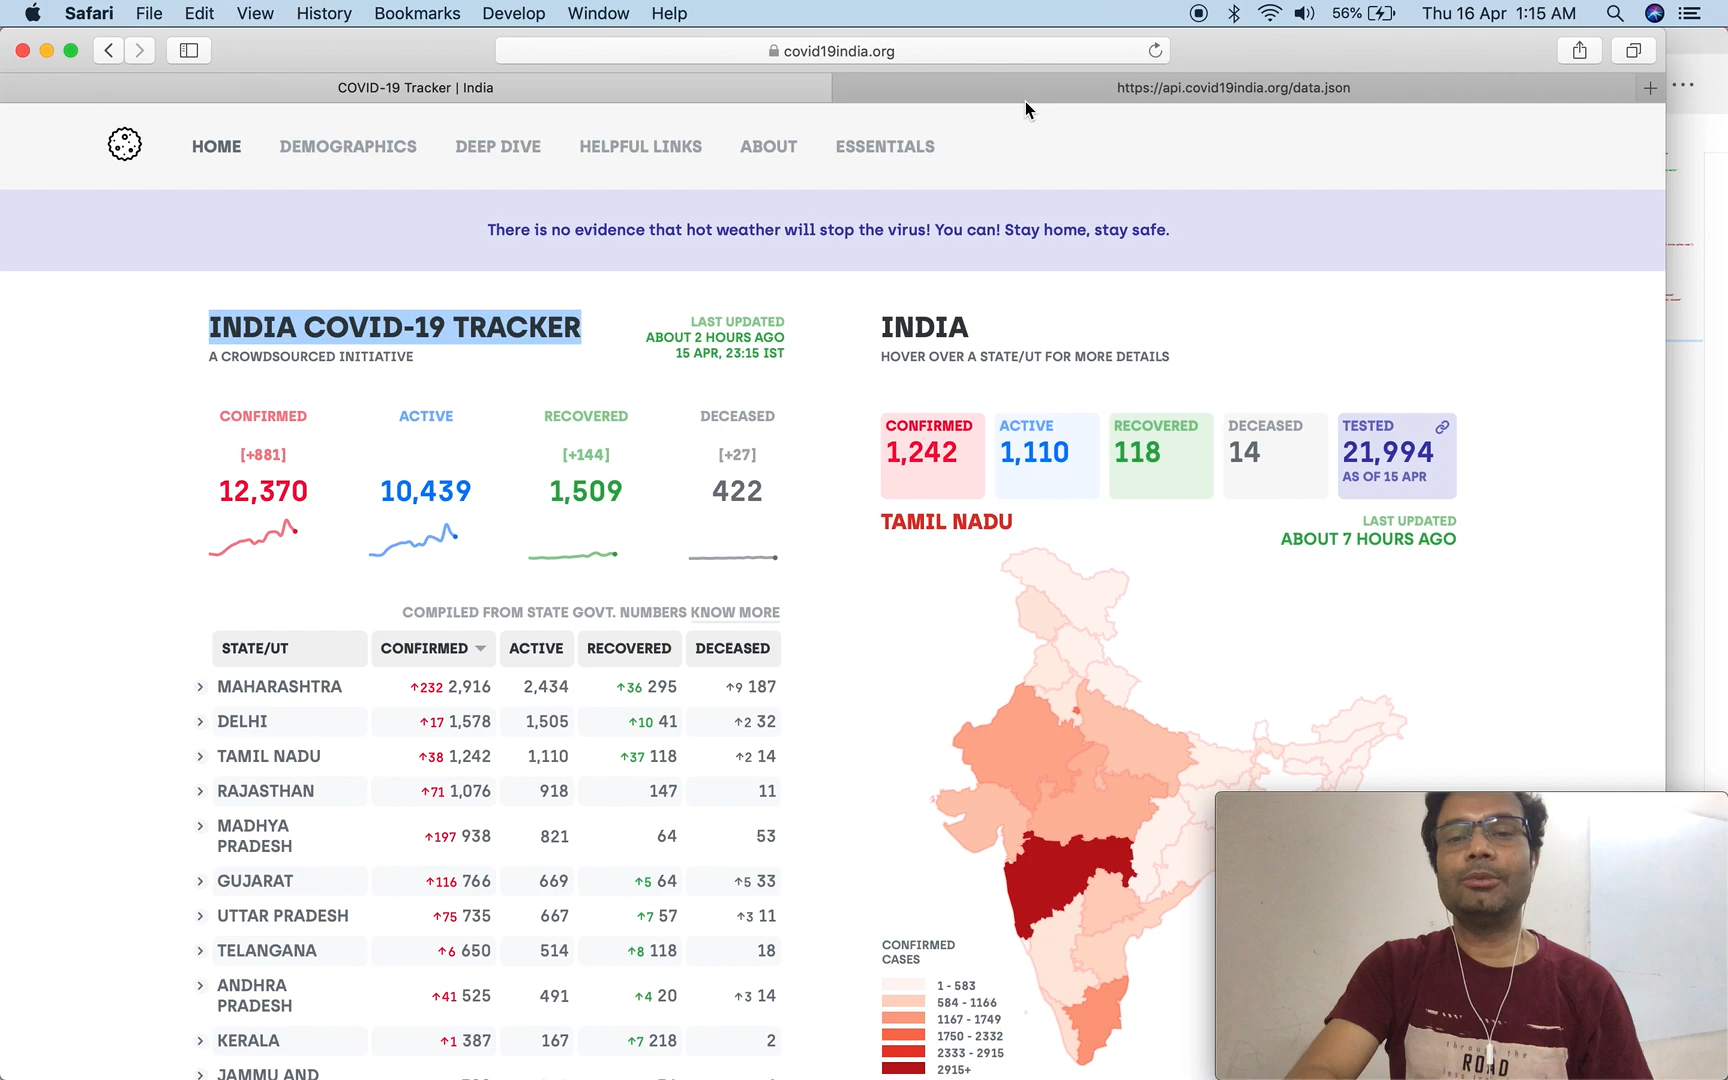 Safari File Edit View History Bookmarks Develop Window Help 56% Thu 16 Apr 1:15 AM
covid19india.org
COVID-19 Tracker | India https://api.covid19india.org/data.json
HOME DEMOGRAPHICS DEEP DIVE HELPFUL LINKS ABOUT ESSENTIALS
There is no evidence that hot weather will stop the virus! You can! Stay home, stay safe.
INDIA COVID-19 TRACKER
A CROWDSOURCED INITIATIVE
LAST UPDATED
ABOUT 2 HOURS AGO
15 APR, 23:15 IST
CONFIRMED ACTIVE RECOVERED DECEASED
[+881] [+144] [+27]
12,370 10,439 1,509 422
COMPILED FROM STATE GOVT. NUMBERS KNOW MORE
STATE/UT CONFIRMED ACTIVE RECOVERED DECEASED
MAHARASHTRA ↑232 2,916 2,434 ↑36 295 ↑9 187
DELHI ↑17 1,578 1,505 ↑10 41 ↑2 32
TAMIL NADU ↑38 1,242 1,110 ↑37 118 ↑2 14
RAJASTHAN ↑71 1,076 918 147 11
MADHYA
PRADESH ↑197 938 821 64 53
GUJARAT ↑116 766 669 ↑5 64 ↑5 33
UTTAR PRADESH ↑75 735 667 ↑7 57 ↑3 11
TELANGANA ↑6 650 514 ↑8 118 18
ANDHRA
PRADESH ↑41 525 491 ↑4 20 ↑3 14
KERALA ↑1 387 167 ↑7 218 2
JAMMU AND
INDIA
HOVER OVER A STATE/UT FOR MORE DETAILS
CONFIRMED ACTIVE RECOVERED DECEASED TESTED
1,242 1,110 118 14 21,994
AS OF 15 APR
TAMIL NADU
LAST UPDATED
ABOUT 7 HOURS AGO
CONFIRMED
CASES
1 - 583
584 - 1166
1167 - 1749
1750 - 2332
2333 - 2915
2915+
through the
ROAD